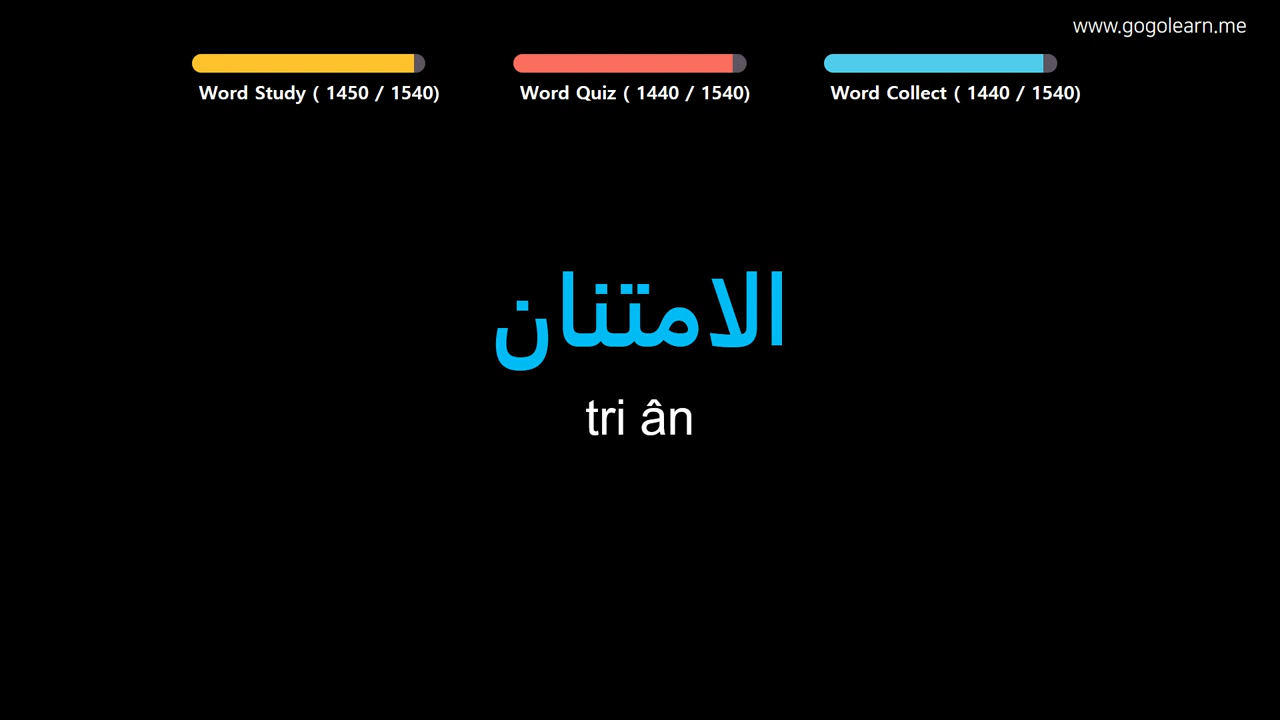 www.gogolearn.me
Word Study ( 1450 / 1540)
Word Quiz ( 1440 / 1540)
Word Collect ( 1440 / 1540)
الامتنان
tri ân